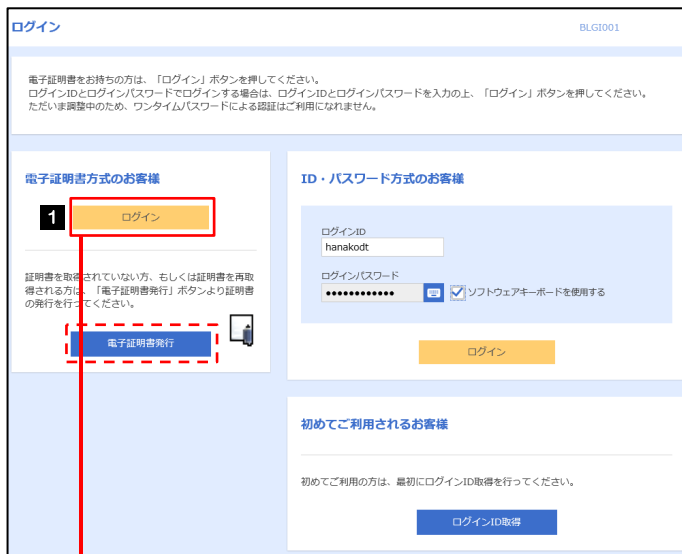 ログイン
BLGI001
電子証明書をお持ちの方は、「ログイン」ボタンを押してください。
ログインIDとログインパスワードでログインする場合は、ログインIDとログインパスワードを入力の上、「ログイン」ボタンを押してください。
ただいま調整中のため、ワンタイムパスワードによる認証はご利用になれません。
電子証明書方式のお客様
1
ログイン
証明書を取得されていない方、もしくは証明書を再取
得される方は、「電子証明書発行」ボタンより証明書
の発行を行ってください。
電子証明書発行
ID・パスワード方式のお客様
ログインID
hanakodt
ログインパスワード
••••••••••••
ソフトウェアキーボードを使用する
ログイン
初めてご利用されるお客様
初めてご利用の方は、最初にログインID取得を行ってください。
ログインID取得